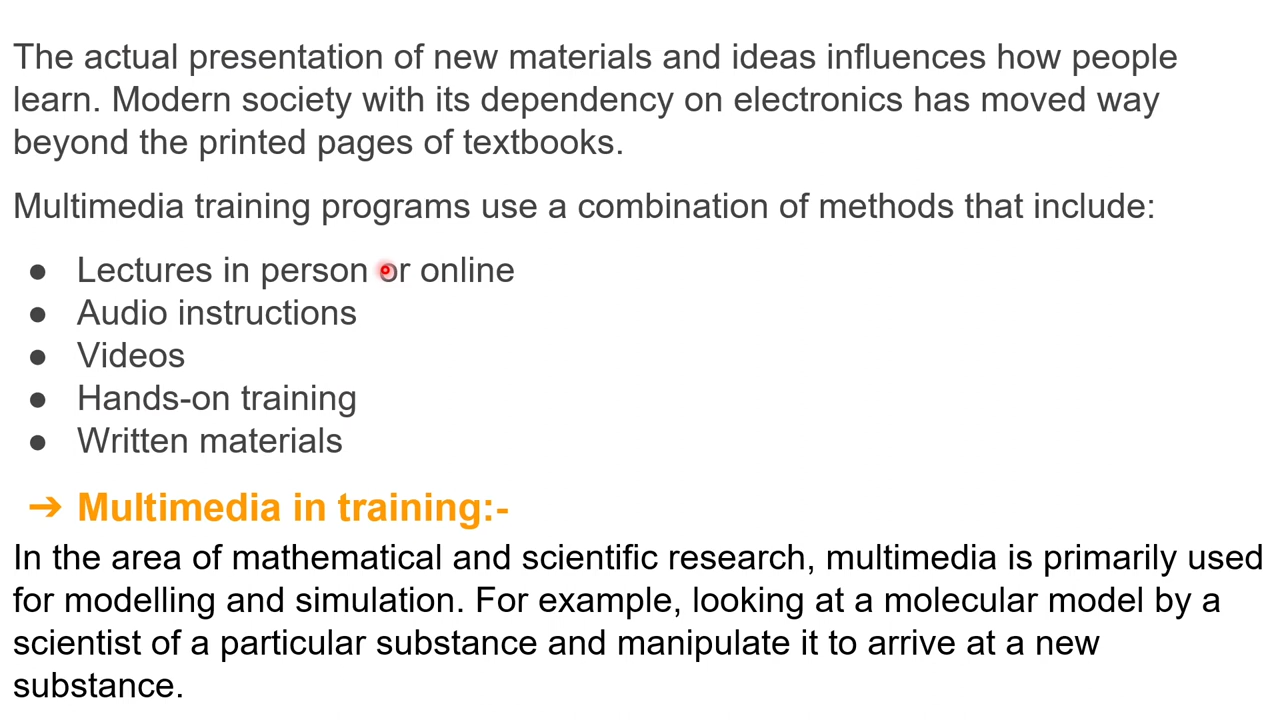 The actual presentation of new materials and ideas influences how people
learn. Modern society with its dependency on electronics has moved way
beyond the printed pages of textbooks.
Multimedia training programs use a combination of methods that include:
● Lectures in person or online
● Audio instructions
● Videos
● Hands-on training
● Written materials
➔ Multimedia in training:-
In the area of mathematical and scientific research, multimedia is primarily used
for modelling and simulation. For example, looking at a molecular model by a
scientist of a particular substance and manipulate it to arrive at a new
substance.